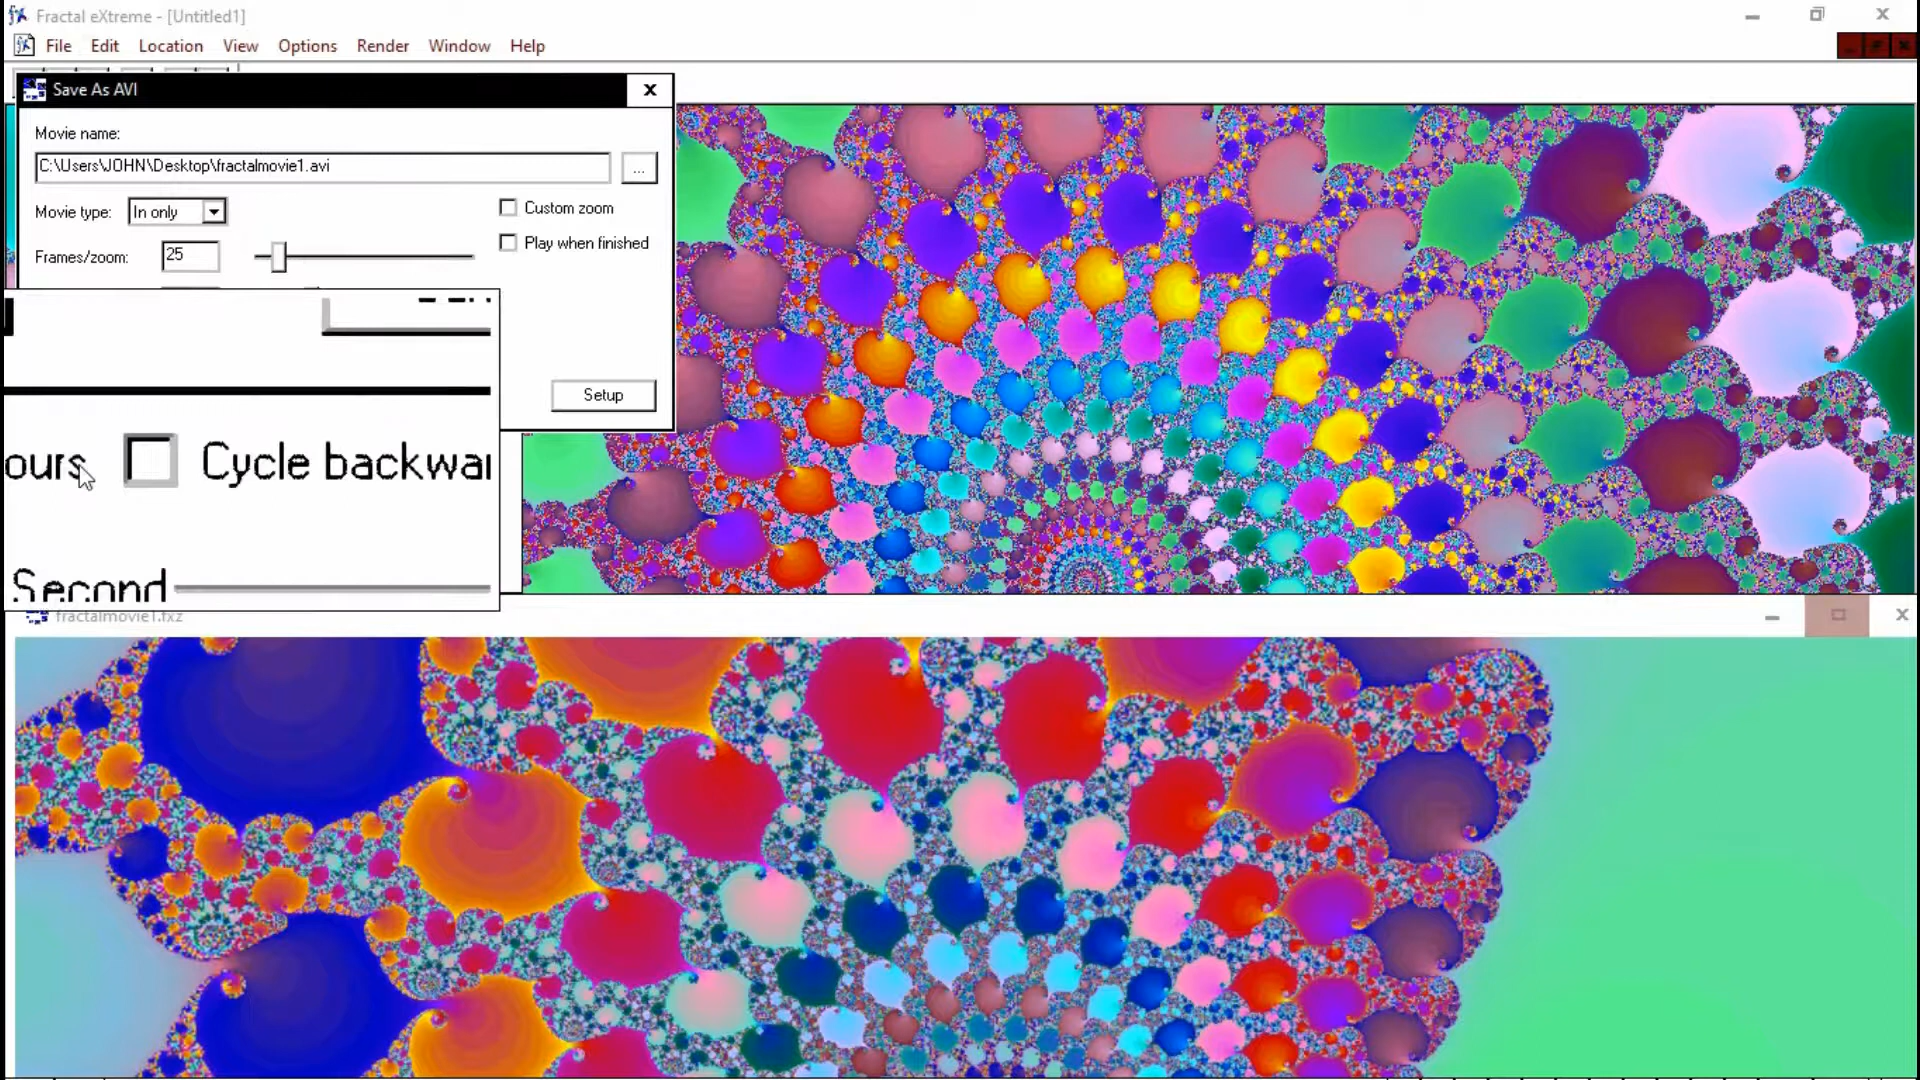 Fractal eXtreme - [Untitled1]
File Edit Location View Options Render Window Help
Save As AVI
Movie name:
C:\Users\JOHN\Desktop\fractalmovie1.avi
...
Movie type: In only
Custom zoom
Frames/zoom: 25
Play when finished
Setup
ours Cycle backwar
Second
fractalmovie1.fxz